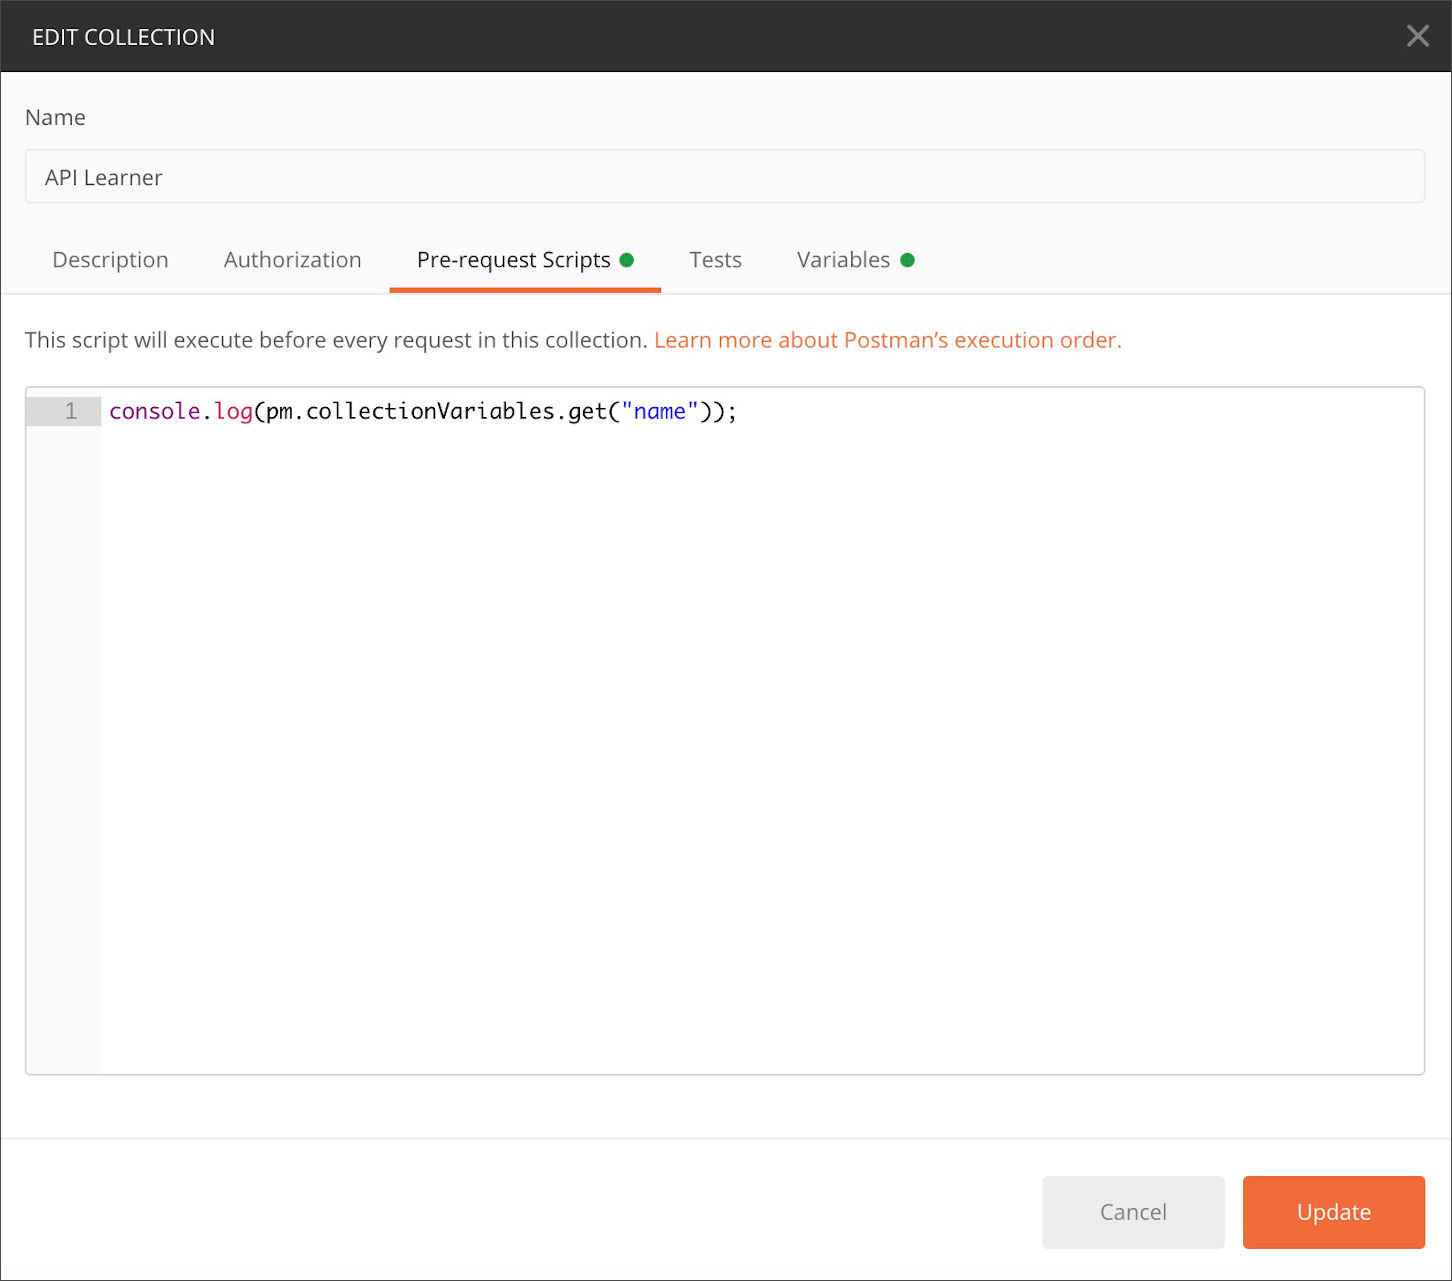 EDIT COLLECTION
Name
API Learner
Description Authorization Pre-request Scripts Tests Variables
This script will execute before every request in this collection. Learn more about Postman’s execution order.
1 console.log(pm.collectionVariables.get("name"));
Cancel Update